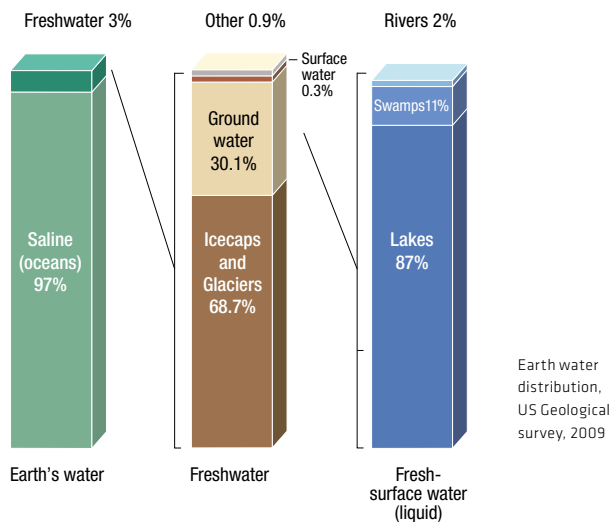 Freshwater 3%
Other 0.9%
Rivers 2%
Surface
water
0.3%
Swamps11%
Ground
water
30.1%
Saline
(oceans)
97%
Icecaps
and
Glaciers
68.7%
Lakes
87%
Earth water
distribution,
US Geological
survey, 2009
Earth's water
Freshwater
Fresh-
surface water
(liquid)